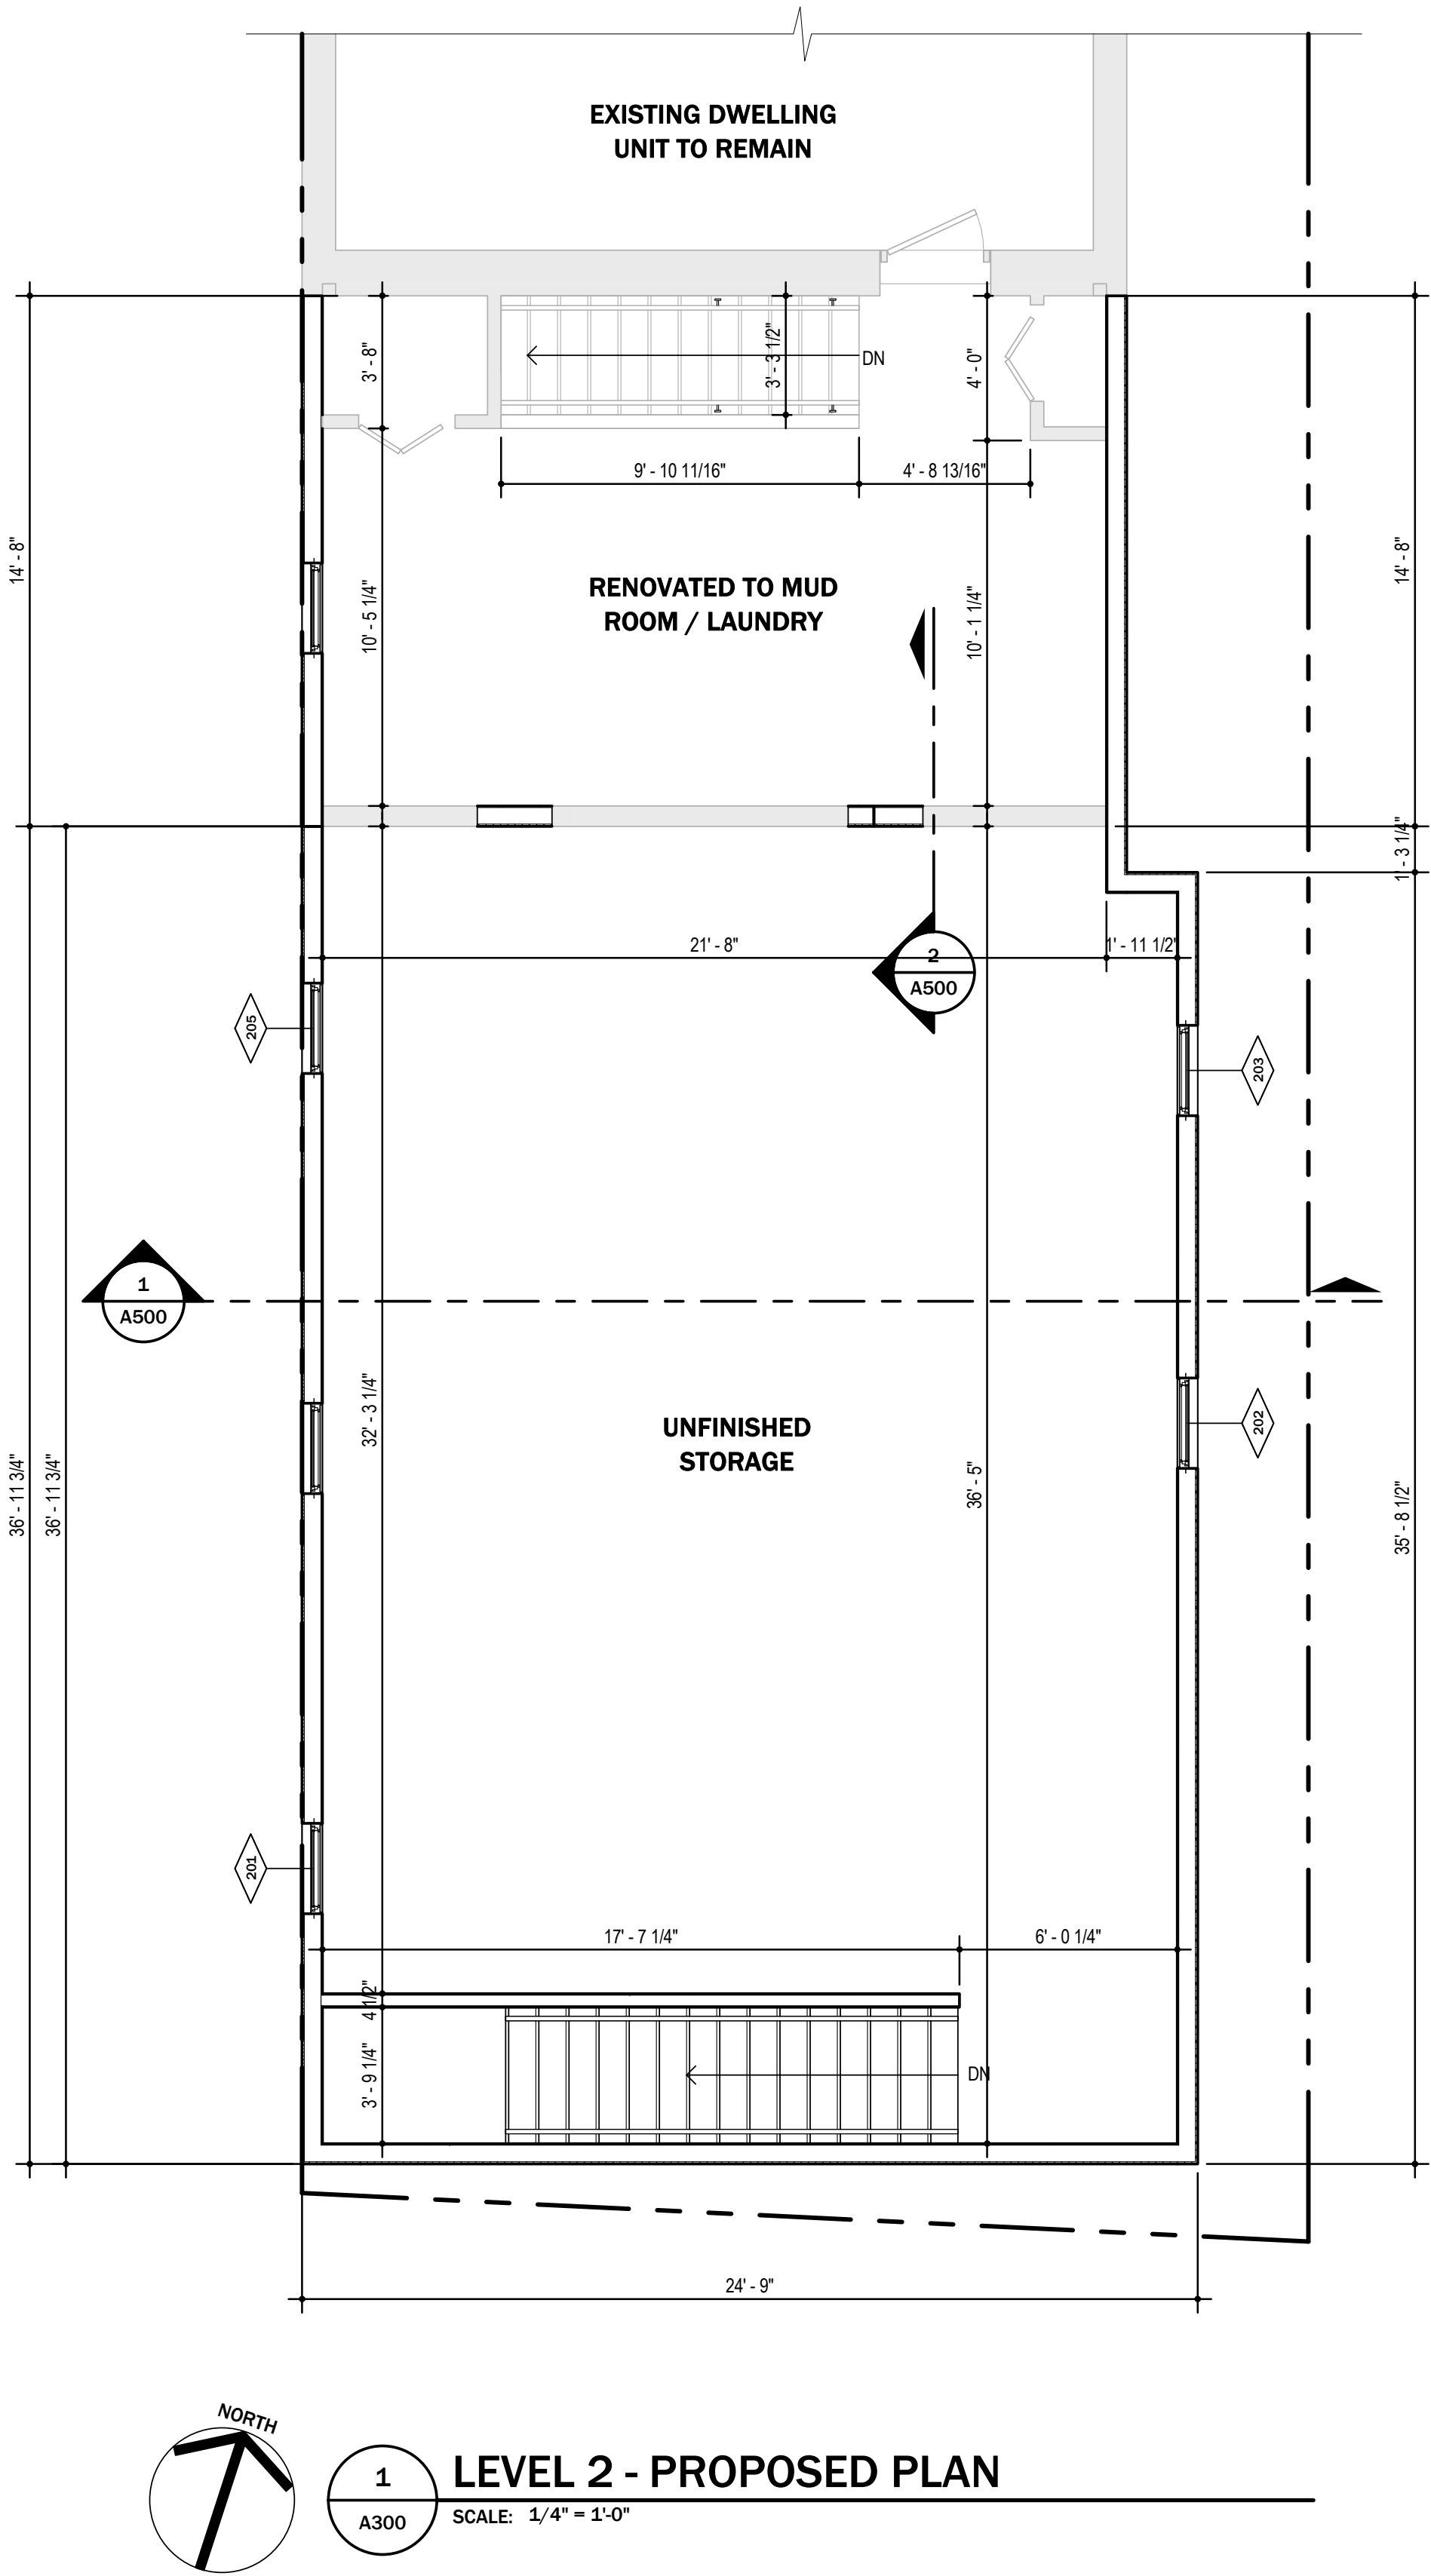 EXISTING DWELLING
UNIT TO REMAIN
3' - 8"
3' - 3 1/2"
DN
4' - 0"
9' - 10 11/16"
4' - 8 13/16"
14' - 8"
14' - 8"
RENOVATED TO MUD
ROOM / LAUNDRY
10' - 5 1/4"
10' - 1 1/4"
1' - 3 1/4"
21' - 8"
1' - 11 1/2"
2
A500
205
203
1
A500
32' - 3 1/4"
UNFINISHED
STORAGE
202
36' - 11 3/4"
36' - 11 3/4"
36' - 5"
35' - 8 1/2"
201
17' - 7 1/4"
6' - 0 1/4"
4 1/2"
3' - 9 1/4"
DN
24' - 9"
NORTH
1
A300
LEVEL 2 - PROPOSED PLAN
SCALE: 1/4" = 1'-0"